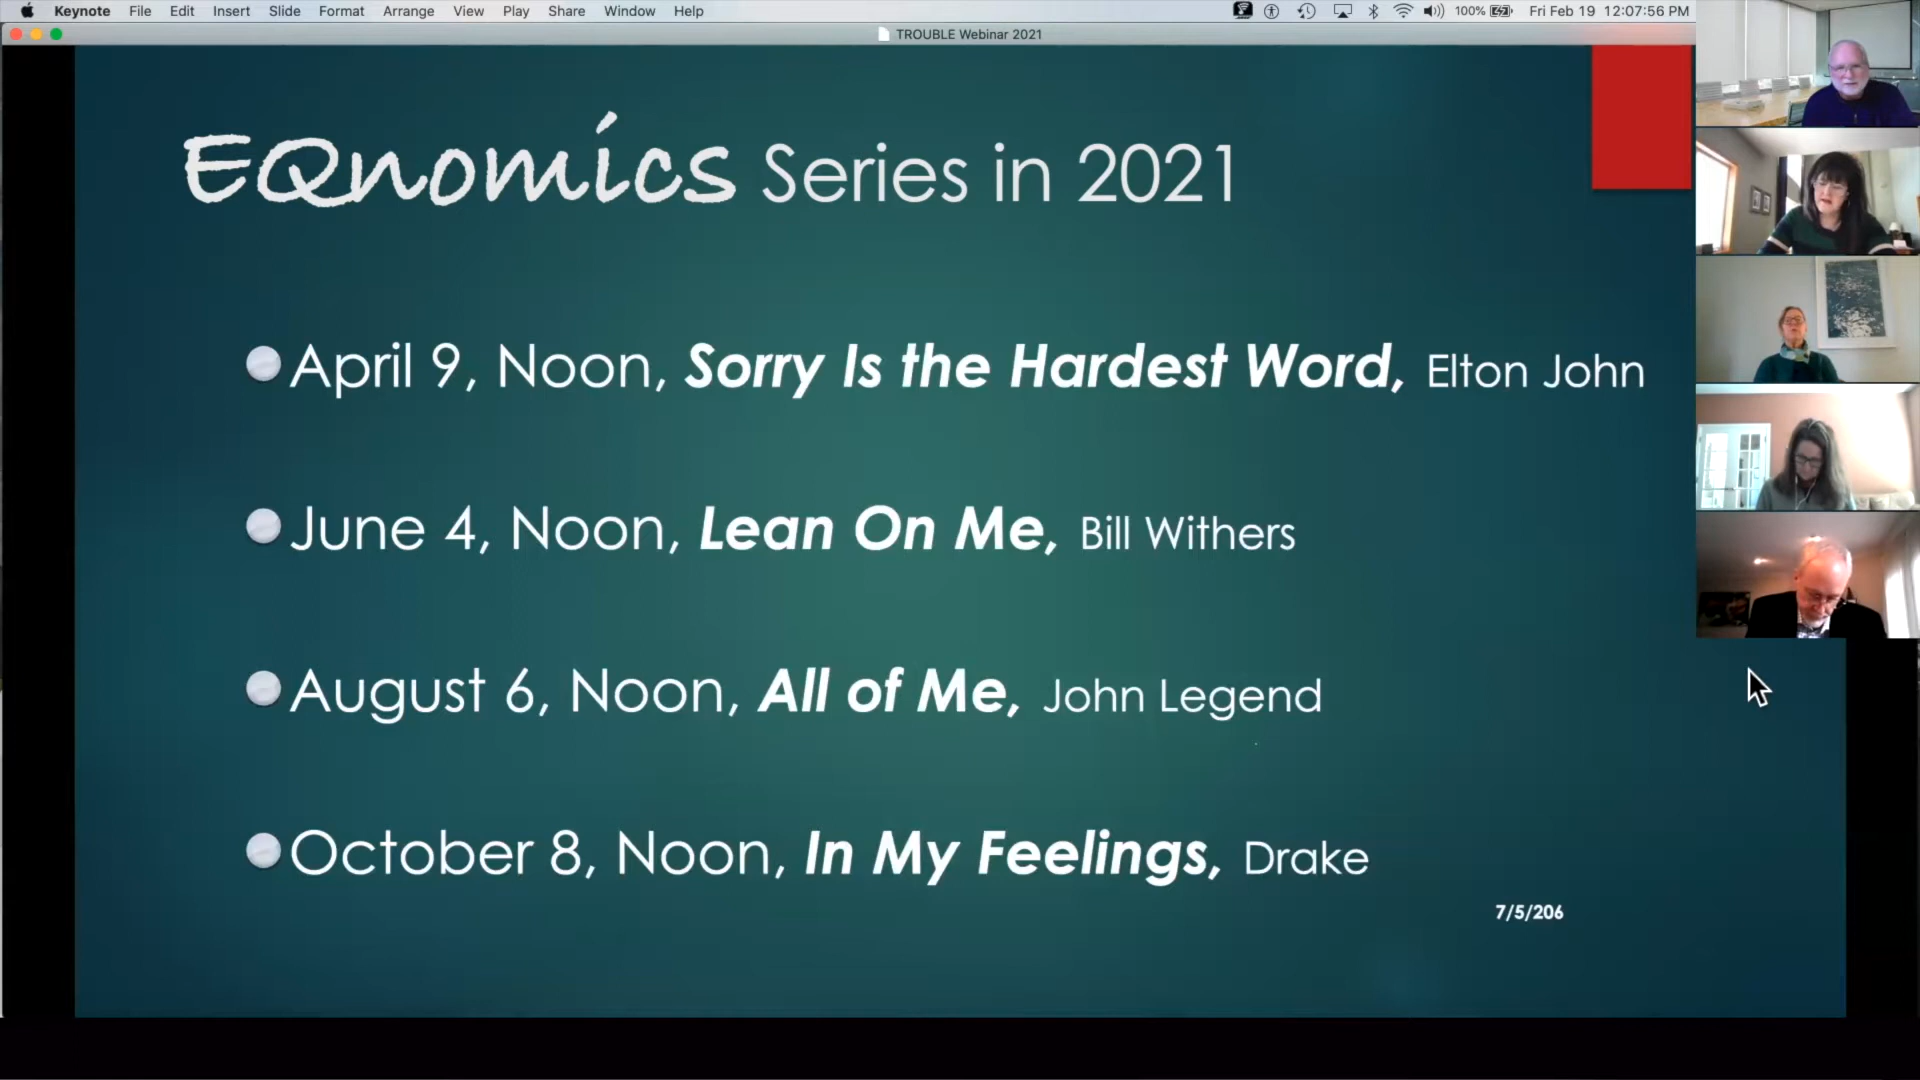 Keynote File Edit Insert Slide Format Arrange View Play Share Window Help 100% Fri Feb 19 12:07:56 PM
TROUBLE Webinar 2021
EQnomics Series in 2021
April 9, Noon, Sorry Is the Hardest Word, Elton John
June 4, Noon, Lean On Me, Bill Withers
August 6, Noon, All of Me, John Legend
October 8, Noon, In My Feelings, Drake
7/5/206